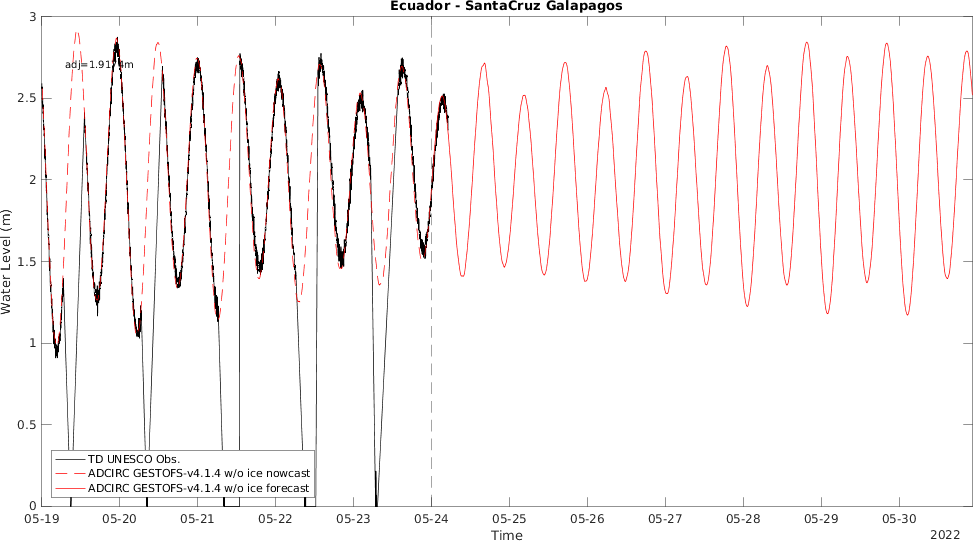 Ecuador - SantaCruz Galapagos
3
2.5
2
1.5
1
0.5
0
Water Level (m)
TD UNESCO Obs.
ADCIRC GESTOFS-v4.1.4 w/o ice nowcast
ADCIRC GESTOFS-v4.1.4 w/o ice forecast
05-19 05-20 05-21 05-22 05-23 05-24 05-25 05-26 05-27 05-28 05-29 05-30
Time
2022